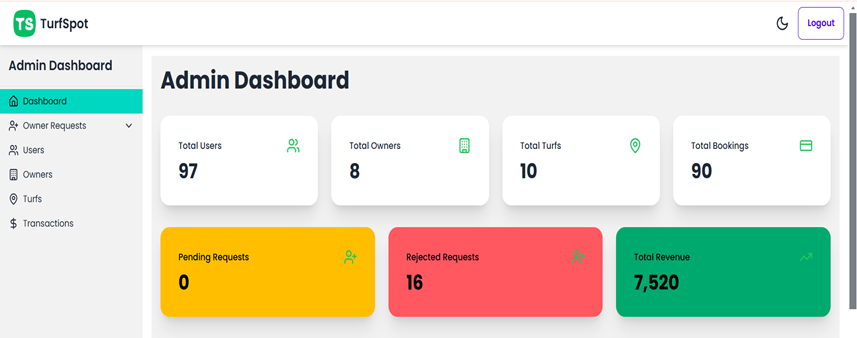 TS TurfSpot
Logout
Admin Dashboard
Dashboard
Owner Requests
Users
Owners
Turfs
Transactions
Admin Dashboard
Total Users
97
Total Owners
8
Total Turfs
10
Total Bookings
90
Pending Requests
0
Rejected Requests
16
Total Revenue
7,520